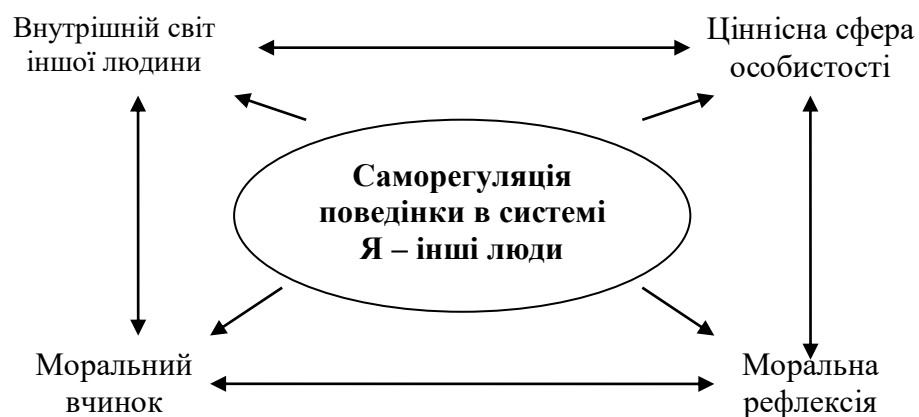 Внутрішній світ
іншої людини
Ціннісна сфера
особистості
Саморегуляція
поведінки в системі
Я – інші люди
Моральний
вчинок
Моральна
рефлексія